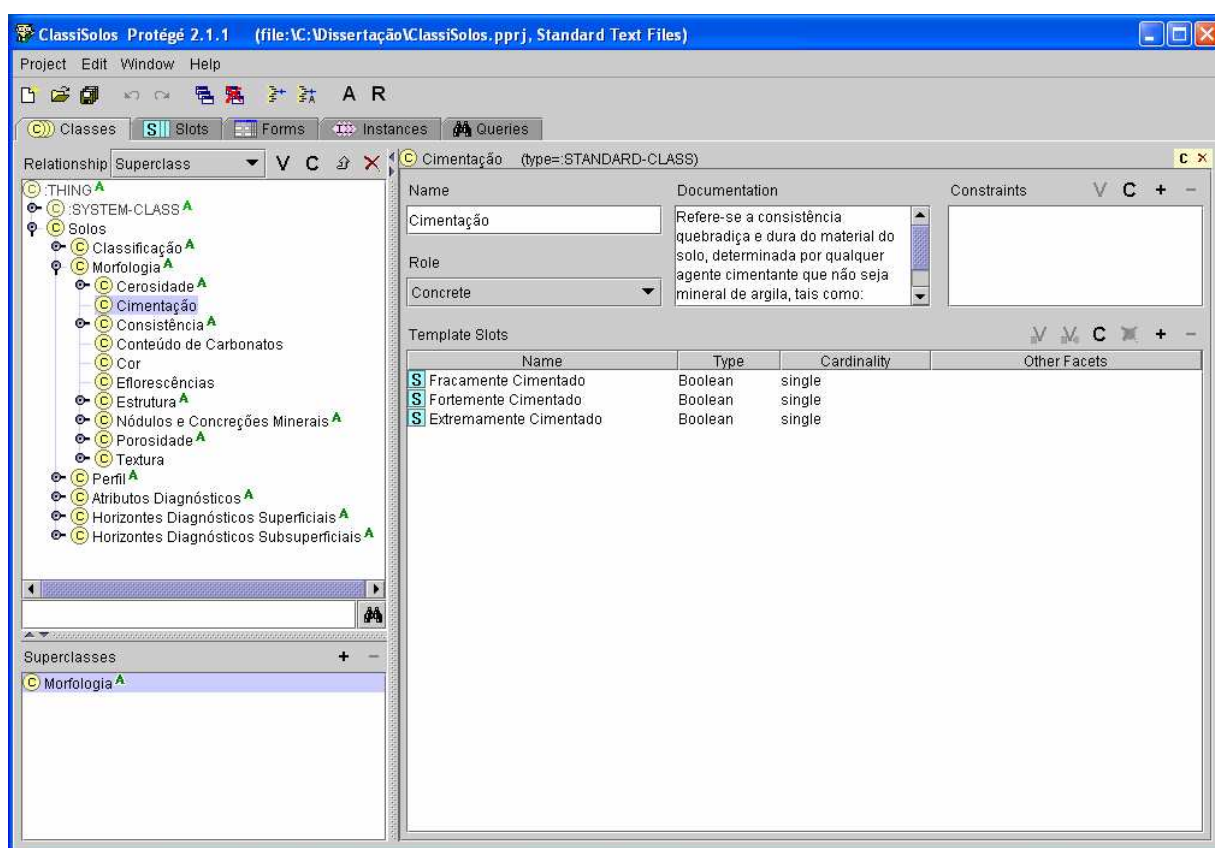 ClassiSolos Protégé 2.1.1 (file:\C:\Dissertação\ClassiSolos.pprj, Standard Text Files)
Project Edit Window Help
A R
C Classes S Slots Forms Instances Queries
Relationship Superclass V C
C :THING A
C :SYSTEM-CLASS A
C Solos
C Classificação A
C Morfologia A
C Cerosidade A
C Cimentação
C Consistência A
C Conteúdo de Carbonatos
C Cor
C Eflorescências
C Estrutura A
C Nódulos e Concreções Minerais A
C Porosidade A
C Textura
C Perfil A
C Atributos Diagnósticos A
C Horizontes Diagnósticos Superficiais A
C Horizontes Diagnósticos Subsuperficiais A
Superclasses + -
C Morfologia A
C Cimentação (type=:STANDARD-CLASS) C ×
Name
Cimentação
Role
Concrete
Documentation
Refere-se a consistência
quebradiça e dura do material do
solo, determinada por qualquer
agente cimentante que não seja
mineral de argila, tais como:
Constraints V C + -
Template Slots V V C + -
Name Type Cardinality Other Facets
S Fracamente Cimentado Boolean single
S Fortemente Cimentado Boolean single
S Extremamente Cimentado Boolean single